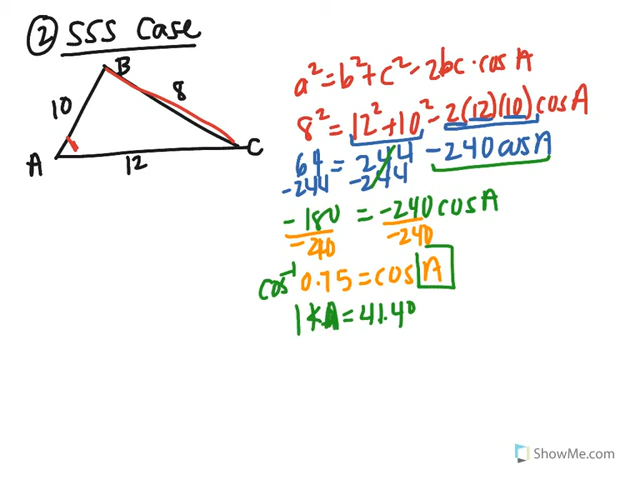 ② SSS Case
B
10
8
A
12
C
a² = b² + c² - 2bc · cos A
8² = 12² + 10² - 2(12)(10) cos A
64 = 244 - 240 cos A
-244 -244
-180 = -240 cos A
-240 -240
cos⁻¹ 0.75 = cos A
= 41.4°
ShowMe.com